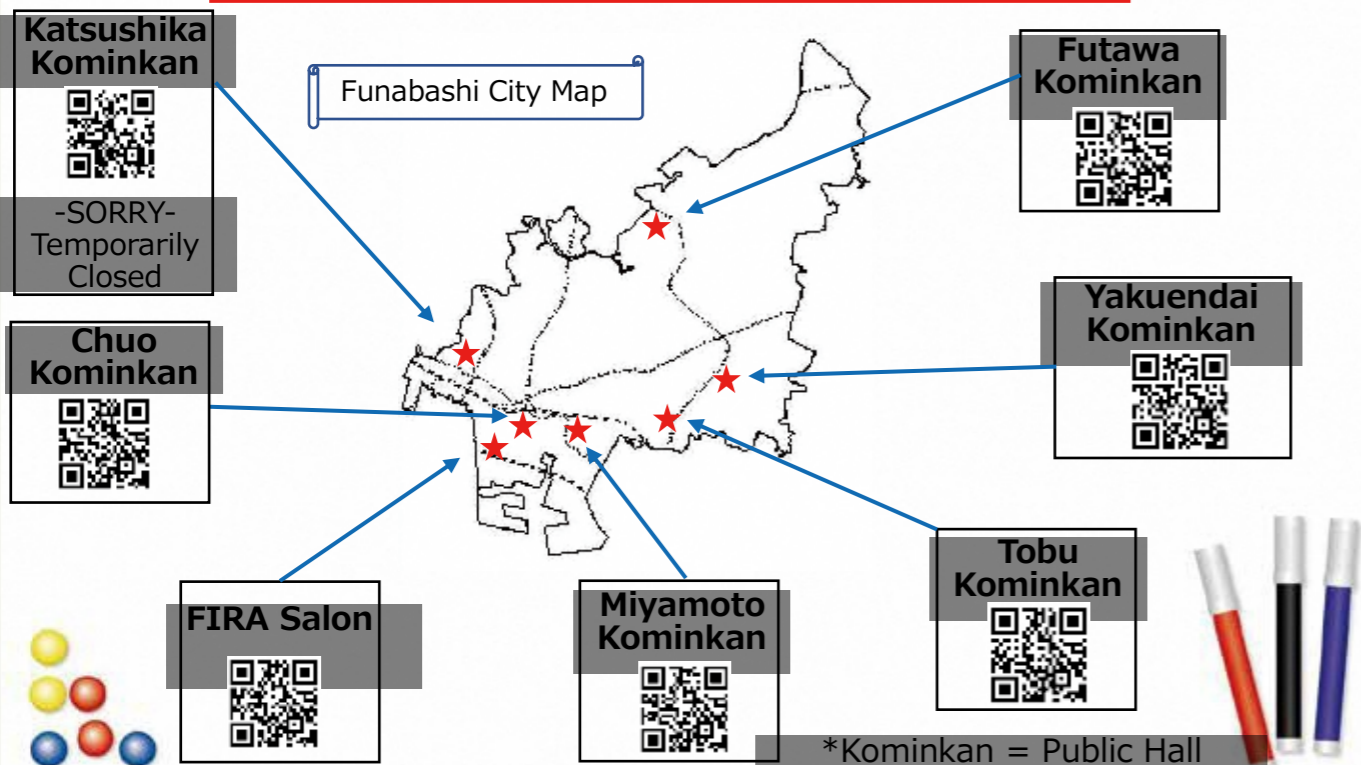 Katsushika
Kominkan
-SORRY-
Temporarily
Closed
Funabashi City Map
Futawa
Kominkan
Chuo
Kominkan
Yakuendai
Kominkan
FIRA Salon
Miyamoto
Kominkan
Tobu
Kominkan
*Kominkan = Public Hall